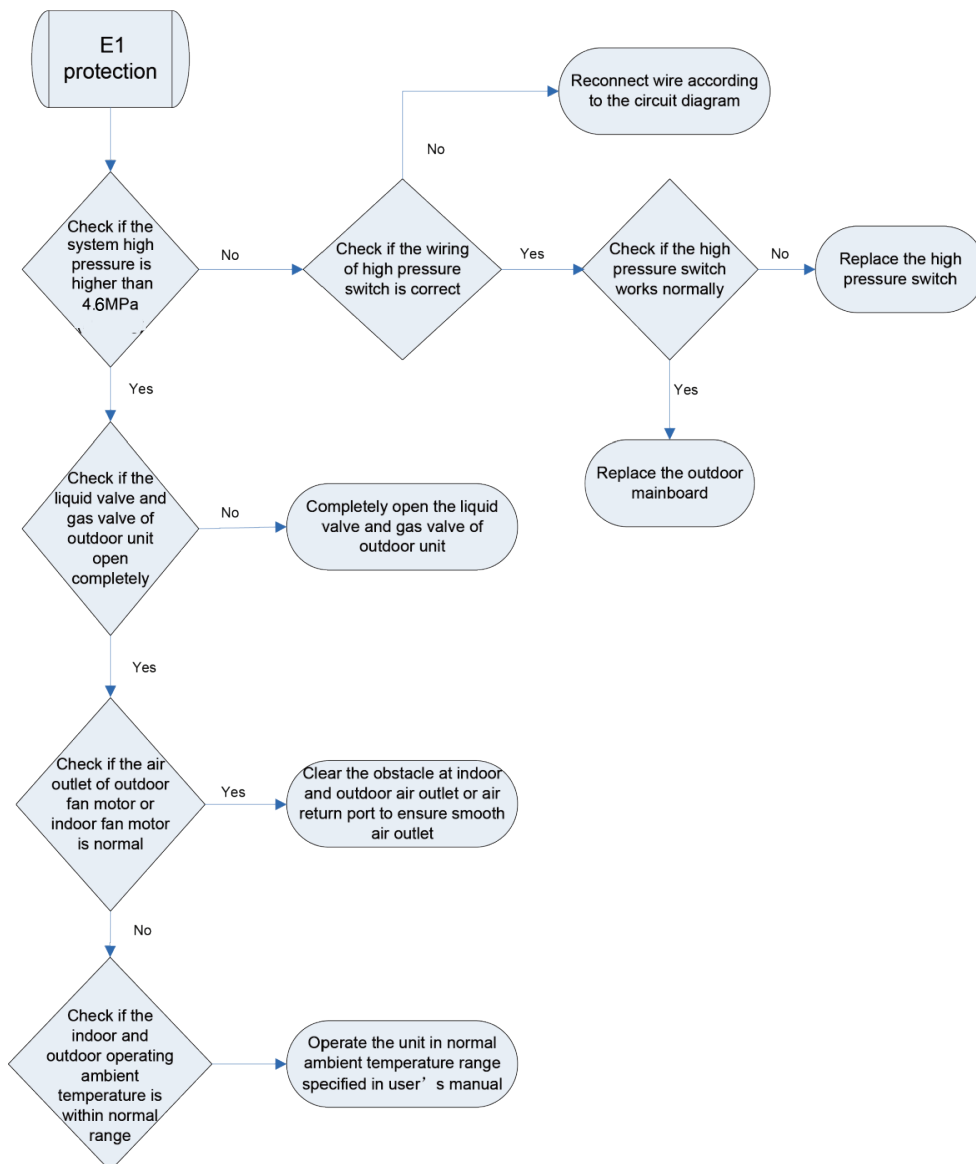 E1
protection
Reconnect wire according
to the circuit diagram
No
Check if the
system high
pressure is
higher than
4.6MPa
No
Check if the wiring
of high pressure
switch is correct
Yes
Check if the high
pressure switch
works normally
No
Replace the high
pressure switch
Yes
Yes
Replace the outdoor
mainboard
Check if the
liquid valve and
gas valve of
outdoor unit
open
completely
No
Completely open the liquid
valve and gas valve of
outdoor unit
Yes
Check if the air
outlet of outdoor
fan motor or
indoor fan motor
is normal
Yes
Clear the obstacle at indoor
and outdoor air outlet or air
return port to ensure smooth
air outlet
No
Check if the
indoor and
outdoor operating
ambient
temperature is
within normal
range
Operate the unit in normal
ambient temperature range
specified in user’s manual